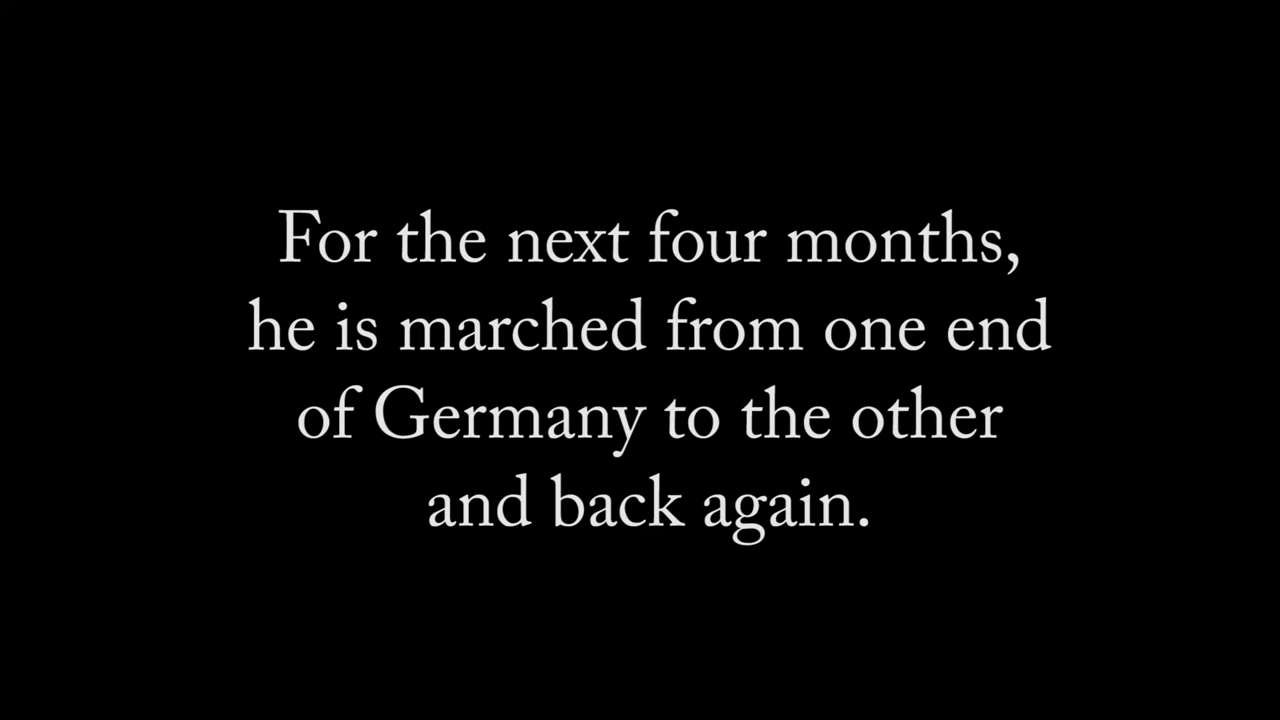 For the next four months,
he is marched from one end
of Germany to the other
and back again.